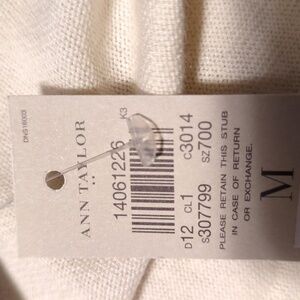 DNS18003
ANN TAYLOR
K3
14061226
D12 CL1 C3014
S307799 SZ700
PLEASE RETAIN THIS STUB
IN CASE OF RETURN
OR EXCHANGE.
M